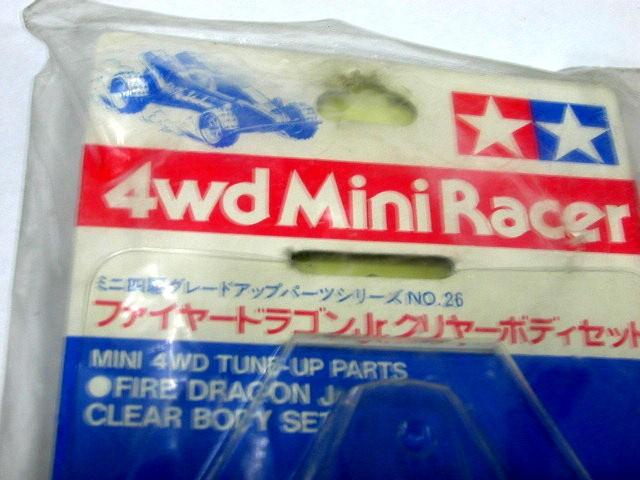 4wd Mini Racer
ミニ四駆グレードアップパーツシリーズNO.26
ファイヤードラゴンJr.クリヤーボディセット
MINI 4WD TUNE-UP PARTS
●FIRE DRAGON Jr.
CLEAR BODY SET